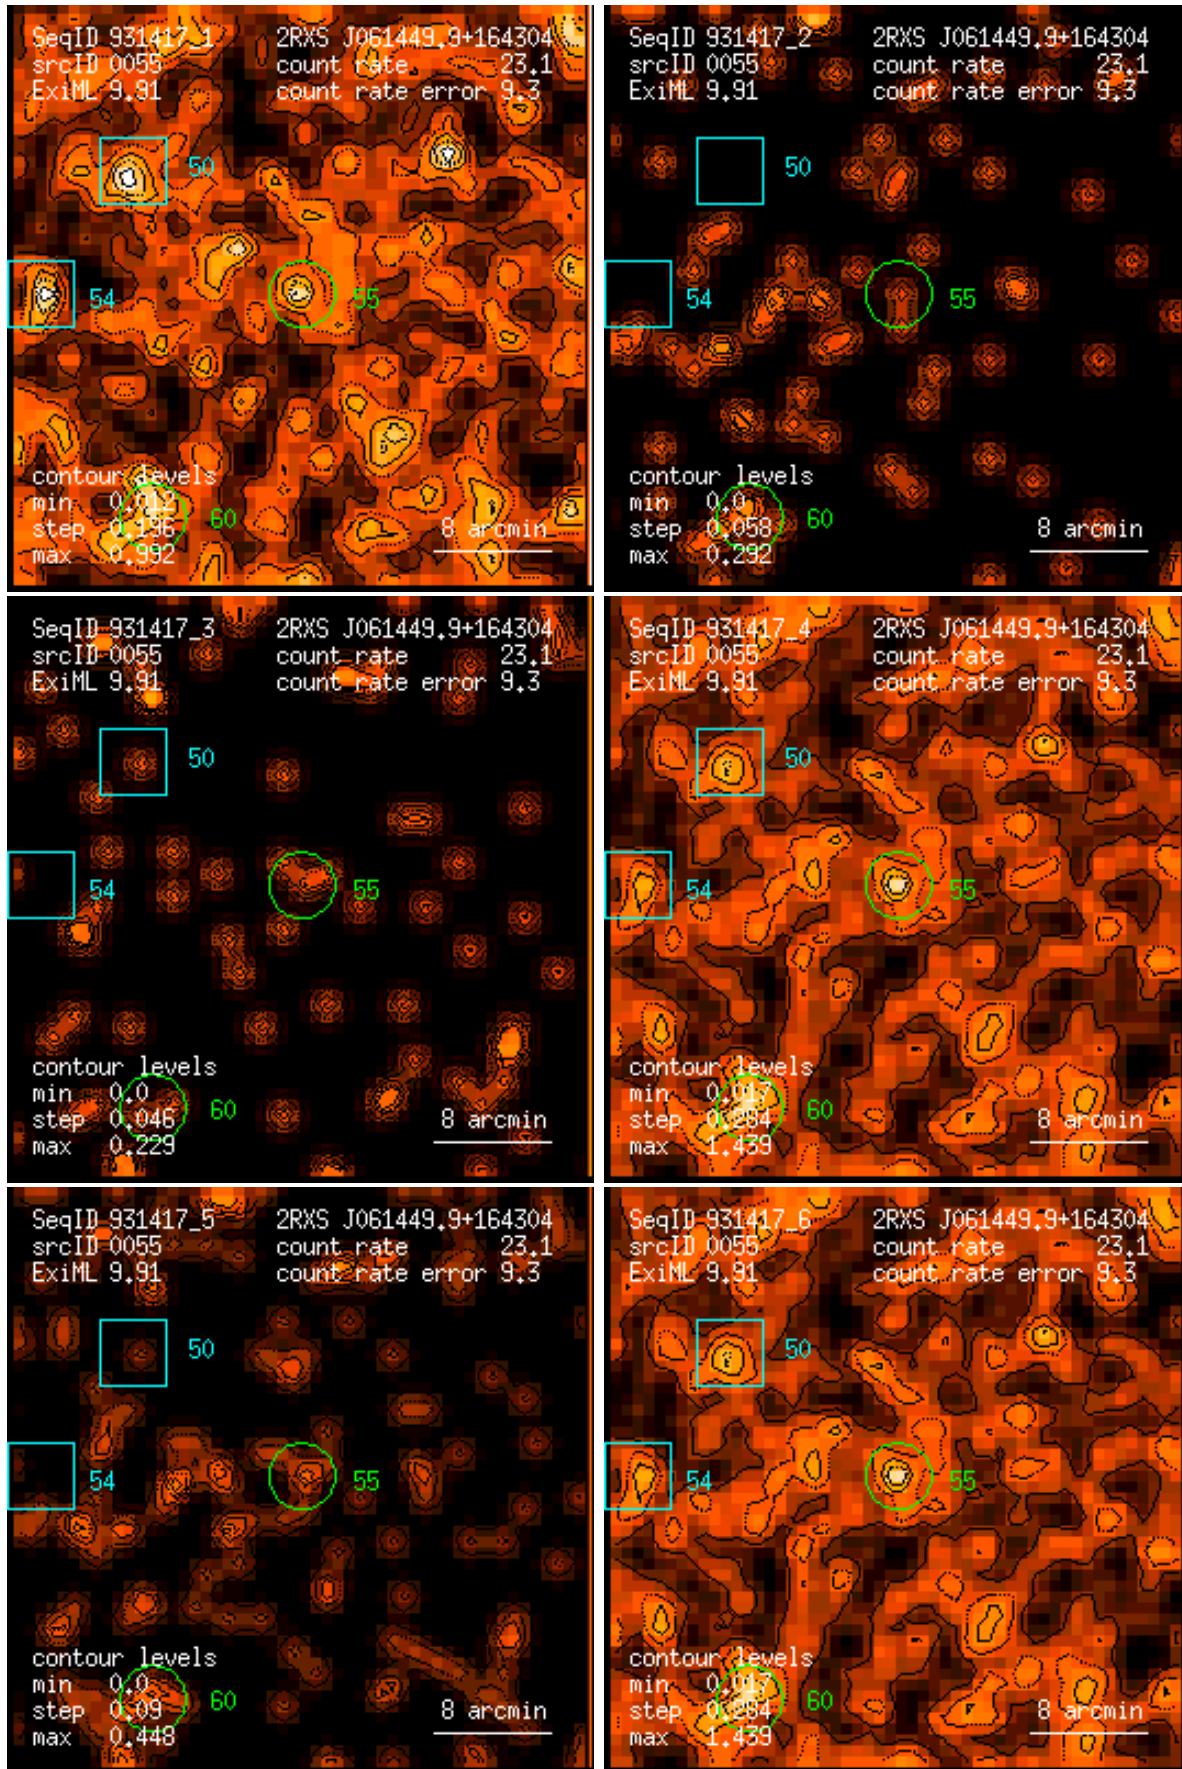 SeqID 931417_1 2RXS J061449.9+164304
srcID 0055 count rate 23.1
ExiML 9.91 count rate error 9.3
50
54
55
contour levels
min 0.012
step 0.196 60 8 arcmin
max 0.992
SeqID 931417_2 2RXS J061449.9+164304
srcID 0055 count rate 23.1
ExiML 9.91 count rate error 9.3
50
54
55
contour levels
min 0.0
step 0.058 60 8 arcmin
max 0.292
SeqID 931417_3 2RXS J061449.9+164304
srcID 0055 count rate 23.1
ExiML 9.91 count rate error 9.3
50
54
55
contour levels
min 0.0
step 0.046 60 8 arcmin
max 0.229
SeqID 931417_4 2RXS J061449.9+164304
srcID 0055 count rate 23.1
ExiML 9.91 count rate error 9.3
50
54
55
contour levels
min 0.017
step 0.284 60 8 arcmin
max 1.439
SeqID 931417_5 2RXS J061449.9+164304
srcID 0055 count rate 23.1
ExiML 9.91 count rate error 9.3
50
54
55
contour levels
min 0.0
step 0.09 60 8 arcmin
max 0.448
SeqID 931417_6 2RXS J061449.9+164304
srcID 0055 count rate 23.1
ExiML 9.91 count rate error 9.3
50
54
55
contour levels
min 0.017
step 0.284 60 8 arcmin
max 1.439